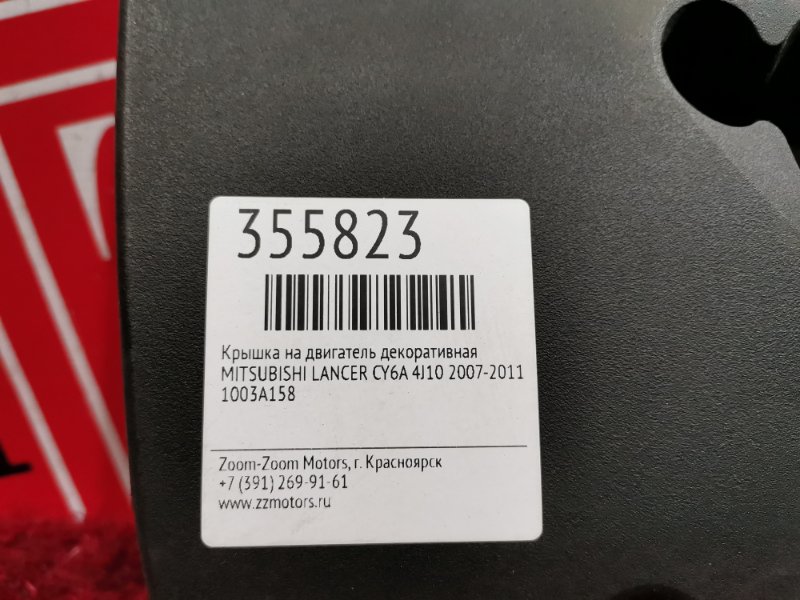 355823
Крышка на двигатель декоративная
MITSUBISHI LANCER CY6A 4J10 2007-2011
1003A158
Zoom-Zoom Motors, г. Красноярск
+7 (391) 269-91-61
www.zzmotors.ru